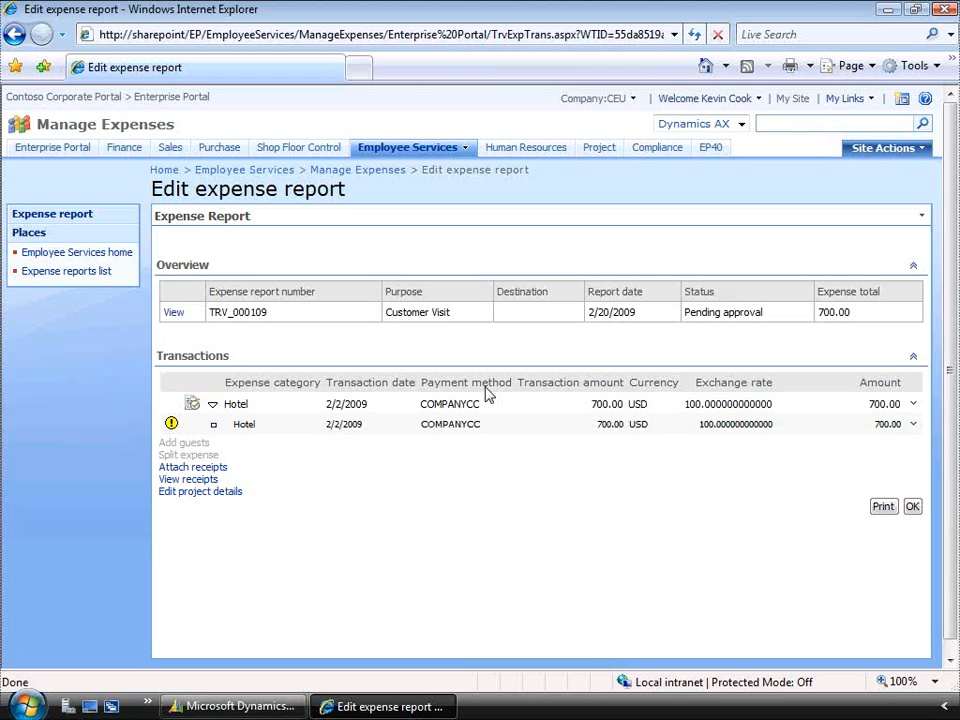 Edit expense report - Windows Internet Explorer
http://sharepoint/EP/EmployeeServices/ManageExpenses/Enterprise%20Portal/TrvExpTrans.aspx?WTID=55da8519a
Live Search
Edit expense report
Page
Tools
Contoso Corporate Portal > Enterprise Portal
Company:CEU
Welcome Kevin Cook
My Site
My Links
Manage Expenses
Dynamics AX
Enterprise Portal
Finance
Sales
Purchase
Shop Floor Control
Employee Services
Human Resources
Project
Compliance
EP40
Site Actions
Home > Employee Services > Manage Expenses > Edit expense report
Edit expense report
Expense report
Places
Employee Services home
Expense reports list
Expense Report
Overview
Expense report number Purpose Destination Report date Status Expense total
View TRV_000109 Customer Visit 2/20/2009 Pending approval 700.00
Transactions
Expense category Transaction date Payment method Transaction amount Currency Exchange rate Amount
Hotel 2/2/2009 COMPANYCC 700.00 USD 100.000000000000 700.00
Hotel 2/2/2009 COMPANYCC 700.00 USD 100.000000000000 700.00
Add guests
Split expense
Attach receipts
View receipts
Edit project details
Print
OK
Done
Local intranet | Protected Mode: Off
100%
Microsoft Dynamics...
Edit expense report ...